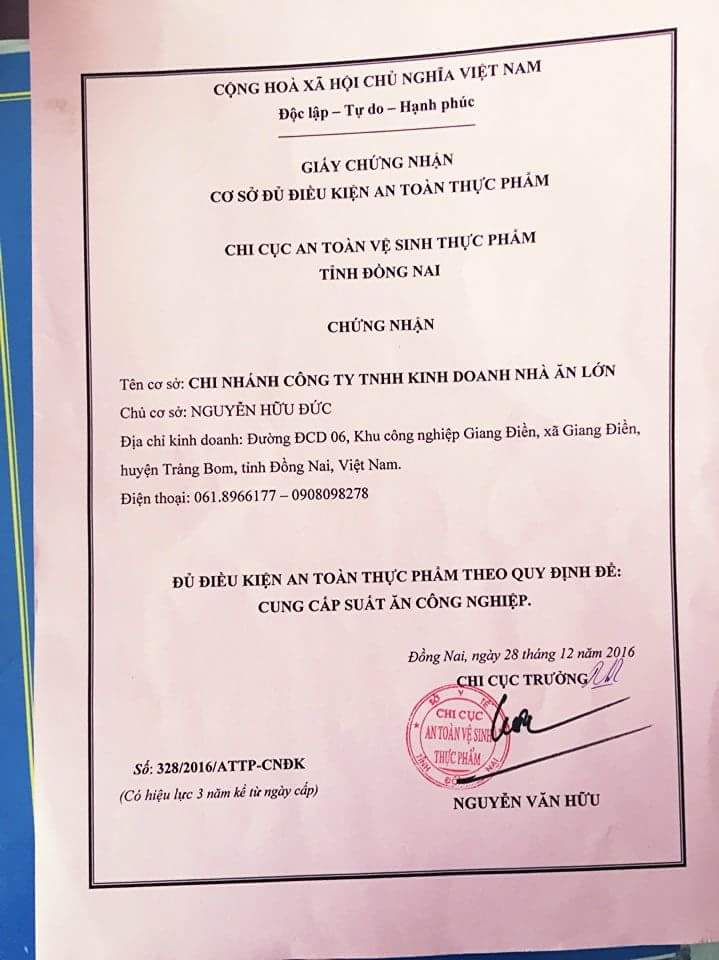 CỘNG HOÀ XÃ HỘI CHỦ NGHĨA VIỆT NAM
Độc lập – Tự do – Hạnh phúc
GIẤY CHỨNG NHẬN
CƠ SỞ ĐỦ ĐIỀU KIỆN AN TOÀN THỰC PHẨM
CHI CỤC AN TOÀN VỆ SINH THỰC PHẨM
TỈNH ĐỒNG NAI
CHỨNG NHẬN
Tên cơ sở: CHI NHÁNH CÔNG TY TNHH KINH DOANH NHÀ ĂN LỚN
Chủ cơ sở: NGUYỄN HỮU ĐỨC
Địa chỉ kinh doanh: Đường ĐCD 06, Khu công nghiệp Giang Điền, xã Giang Điền,
huyện Trảng Bom, tỉnh Đồng Nai, Việt Nam.
Điện thoại: 061.8966177 – 0908098278
ĐỦ ĐIỀU KIỆN AN TOÀN THỰC PHẨM THEO QUY ĐỊNH ĐỂ:
CUNG CẤP SUẤT ĂN CÔNG NGHIỆP.
Đồng Nai, ngày 28 tháng 12 năm 2016
CHI CỤC TRƯỞNG
SỞ Y TẾ
CHI CỤC
AN TOÀN VỆ SINH
THỰC PHẨM
TỈNH ĐỒNG NAI
Số: 328/2016/ATTP-CNĐK
(Có hiệu lực 3 năm kể từ ngày cấp)
NGUYỄN VĂN HỮU